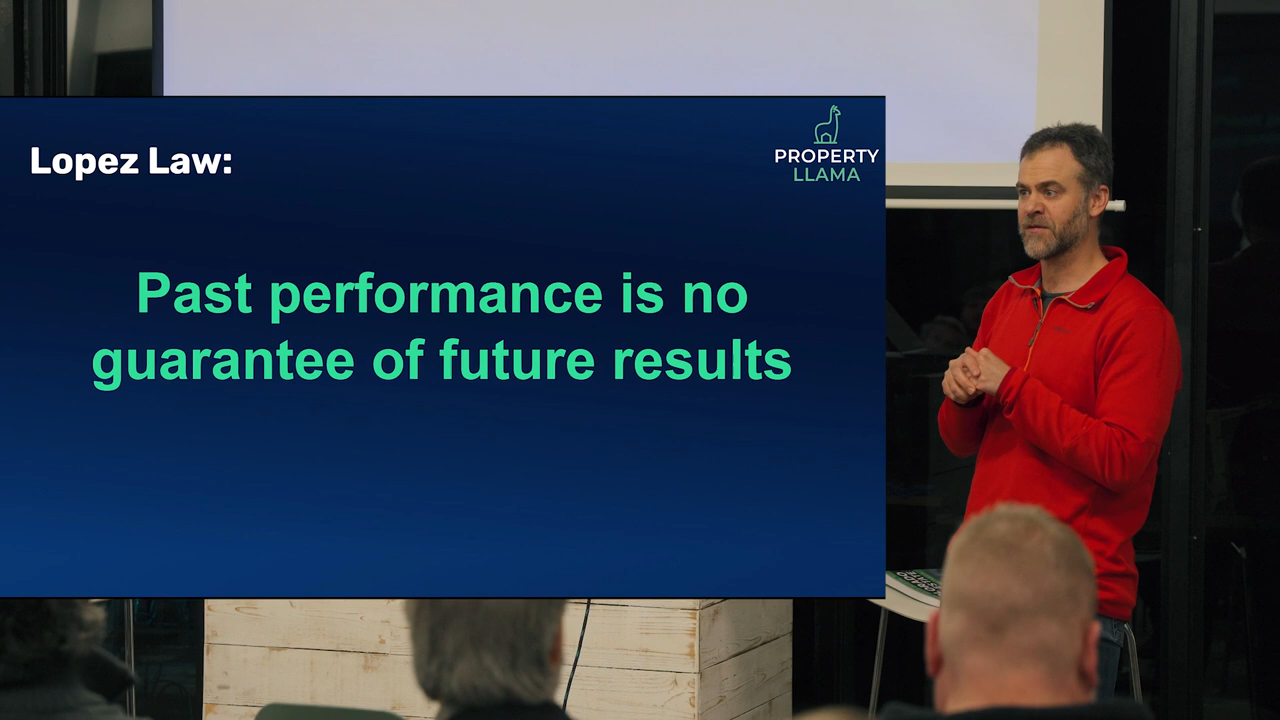 Lopez Law:
PROPERTY
LLAMA
Past performance is no
guarantee of future results